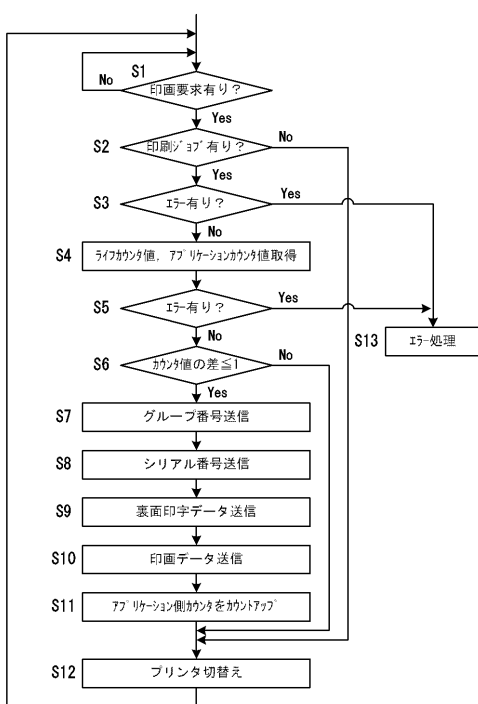 S1
No
印画要求有り?
Yes
S2
印刷ジョブ有り?
No
Yes
S3
エラー有り?
Yes
No
S4
ライフカウンタ値, アプリケーションカウンタ値取得
S5
エラー有り?
Yes
No
S13
エラー処理
S6
カウンタ値の差≦1
No
Yes
S7
グループ番号送信
S8
シリアル番号送信
S9
裏面印字データ送信
S10
印画データ送信
S11
アプリケーション側カウンタをカウントアップ
S12
プリンタ切替え